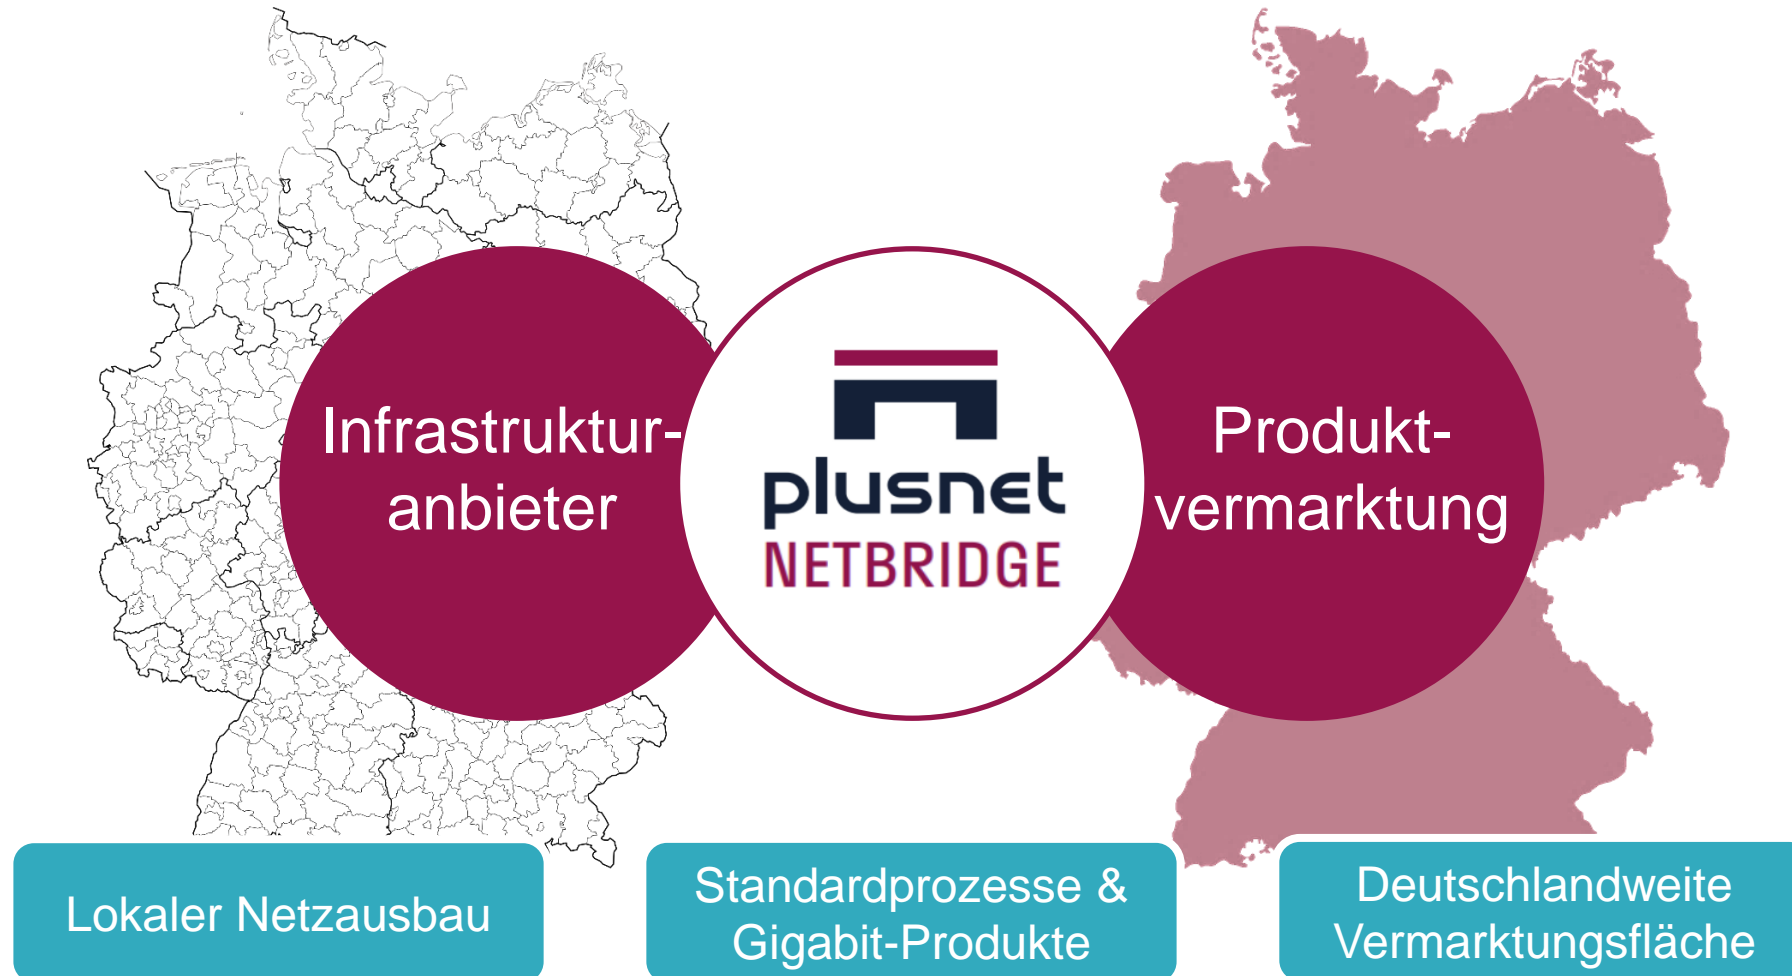 Infrastruktur-
anbieter
plusnet
NETBRIDGE
Produkt-
vermarktung
Lokaler Netzausbau
Standardprozesse &
Gigabit-Produkte
Deutschlandweite
Vermarktungsfläche